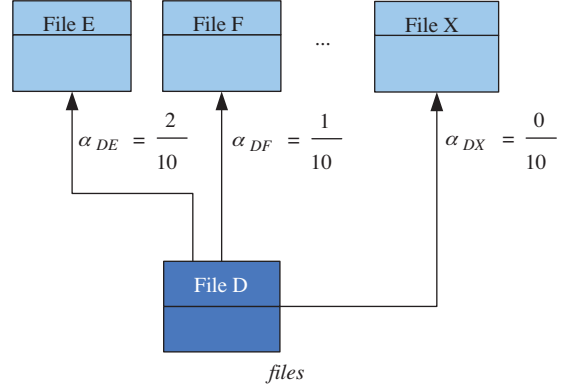 File E File F ... File X
α DE = 2/10 α DF = 1/10 α DX = 0/10
File D
files